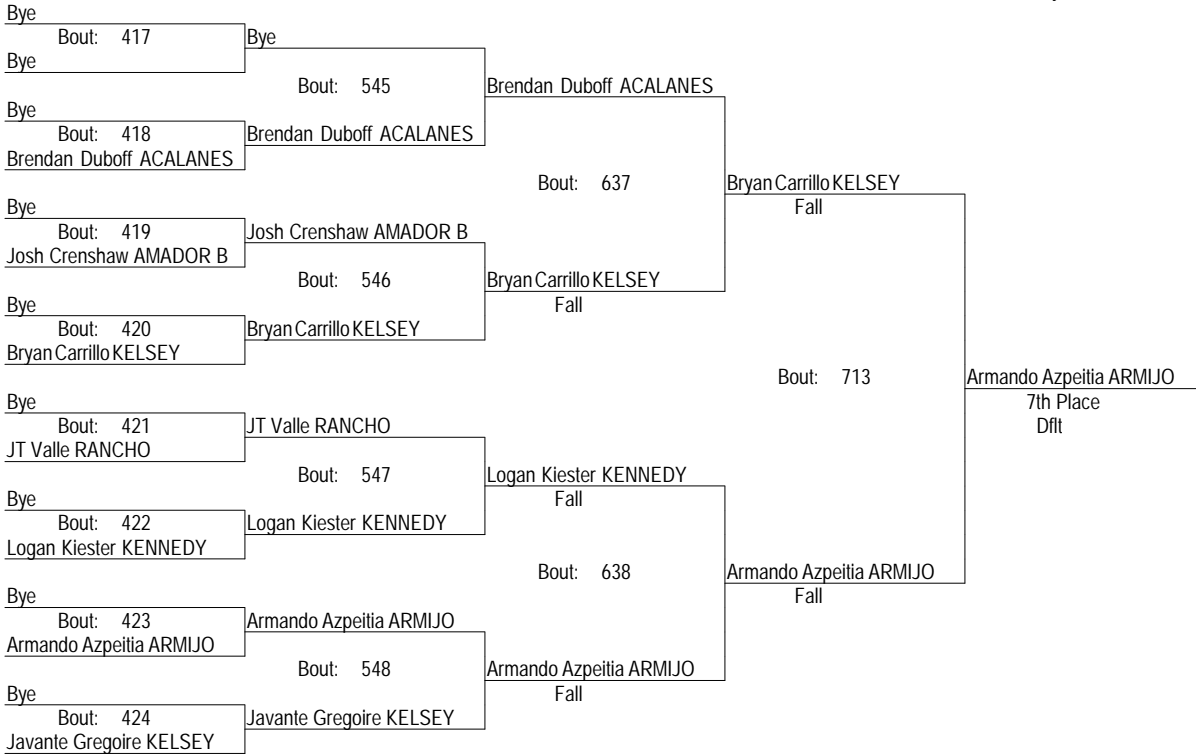 Bye
Bout: 417
Bye
Bye
Bout: 545
Brendan Duboff ACALANES
Bye
Bout: 418
Brendan Duboff ACALANES
Brendan Duboff ACALANES
Bout: 637
Bryan Carrillo KELSEY
Fall
Bye
Bout: 419
Josh Crenshaw AMADOR B
Josh Crenshaw AMADOR B
Bout: 546
Bryan Carrillo KELSEY
Fall
Bye
Bout: 420
Bryan Carrillo KELSEY
Bryan Carrillo KELSEY
Bout: 713
Armando Azpeitia ARMIJO
7th Place
Dflt
Bye
Bout: 421
JT Valle RANCHO
JT Valle RANCHO
Bout: 547
Logan Kiester KENNEDY
Fall
Bye
Bout: 422
Logan Kiester KENNEDY
Logan Kiester KENNEDY
Bout: 638
Armando Azpeitia ARMIJO
Fall
Bye
Bout: 423
Armando Azpeitia ARMIJO
Armando Azpeitia ARMIJO
Bout: 548
Armando Azpeitia ARMIJO
Fall
Bye
Bout: 424
Javante Gregoire KELSEY
Javante Gregoire KELSEY